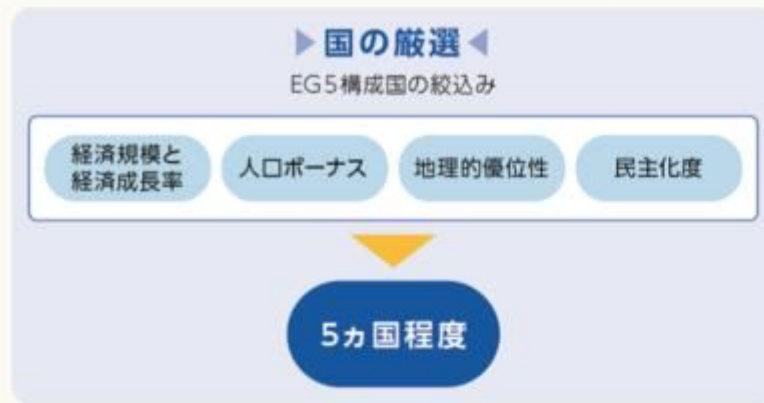 ▶国の厳選◀
EG5構成国の絞込み
経済規模と
経済成長率
人口ボーナス
地理的優位性
民主化度
5ヵ国程度